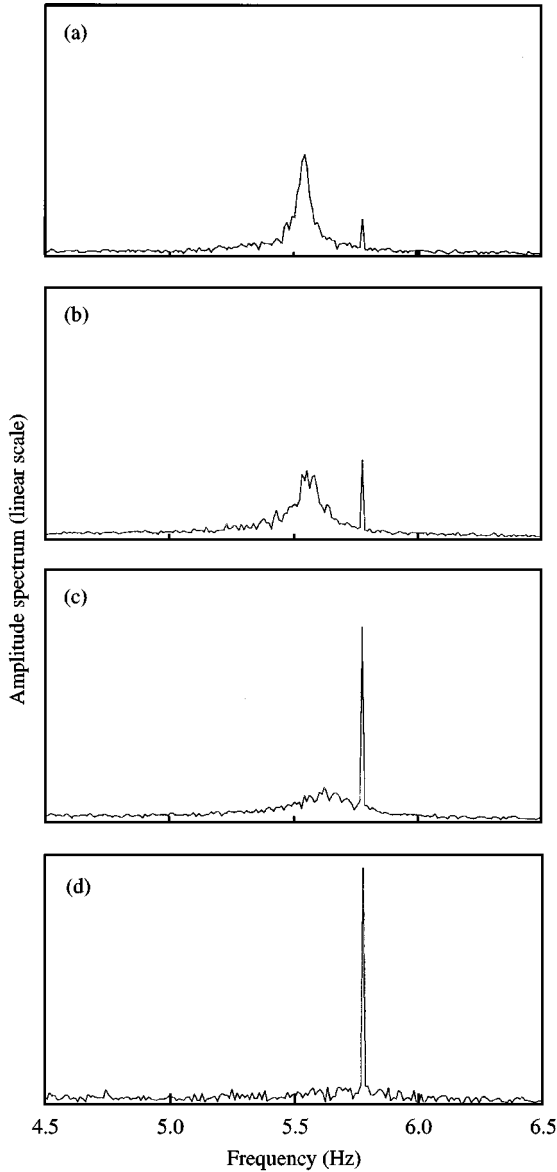 (a)
(b)
(c)
(d)
Amplitude spectrum (linear scale)
4.5 5.0 5.5 6.0 6.5
Frequency (Hz)